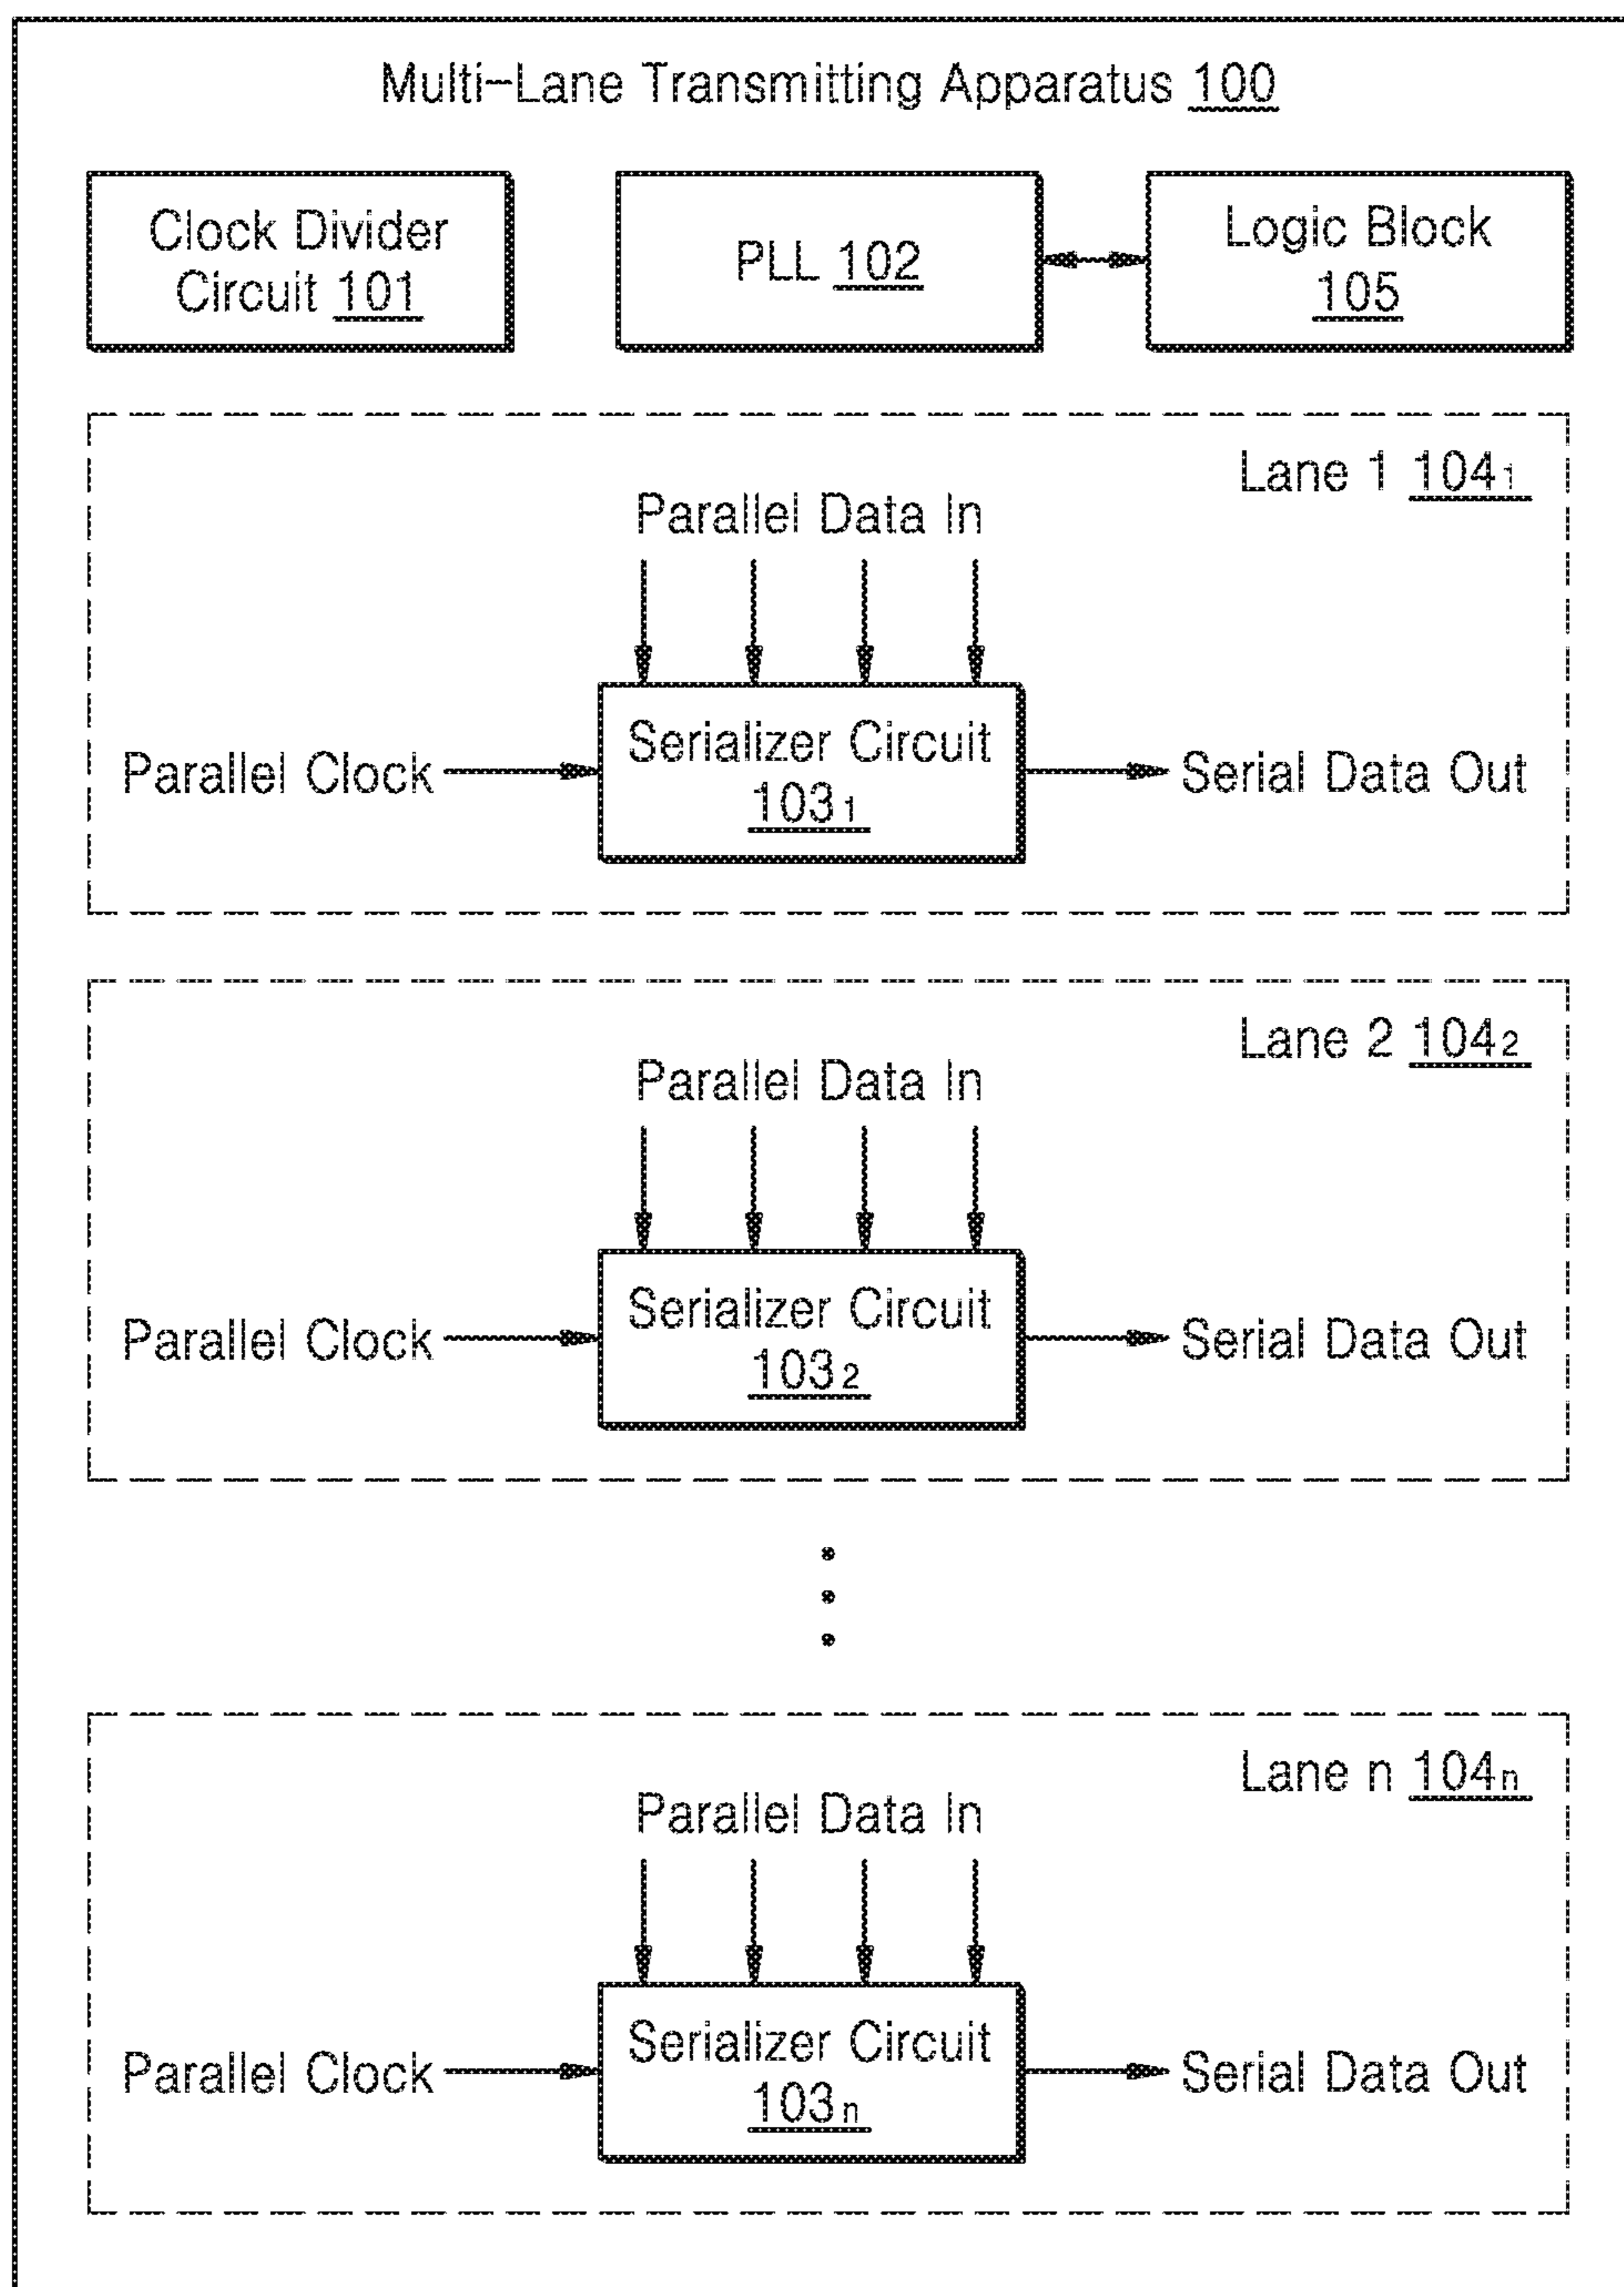 Multi-Lane Transmitting Apparatus 100
Clock Divider
Circuit 101
PLL 102
Logic Block
105
Lane 1 104₁
Parallel Data In
Parallel Clock
Serializer Circuit
103₁
Serial Data Out
Lane 2 104₂
Parallel Data In
Parallel Clock
Serializer Circuit
103₂
Serial Data Out
Lane n 104ₙ
Parallel Data In
Parallel Clock
Serializer Circuit
103ₙ
Serial Data Out